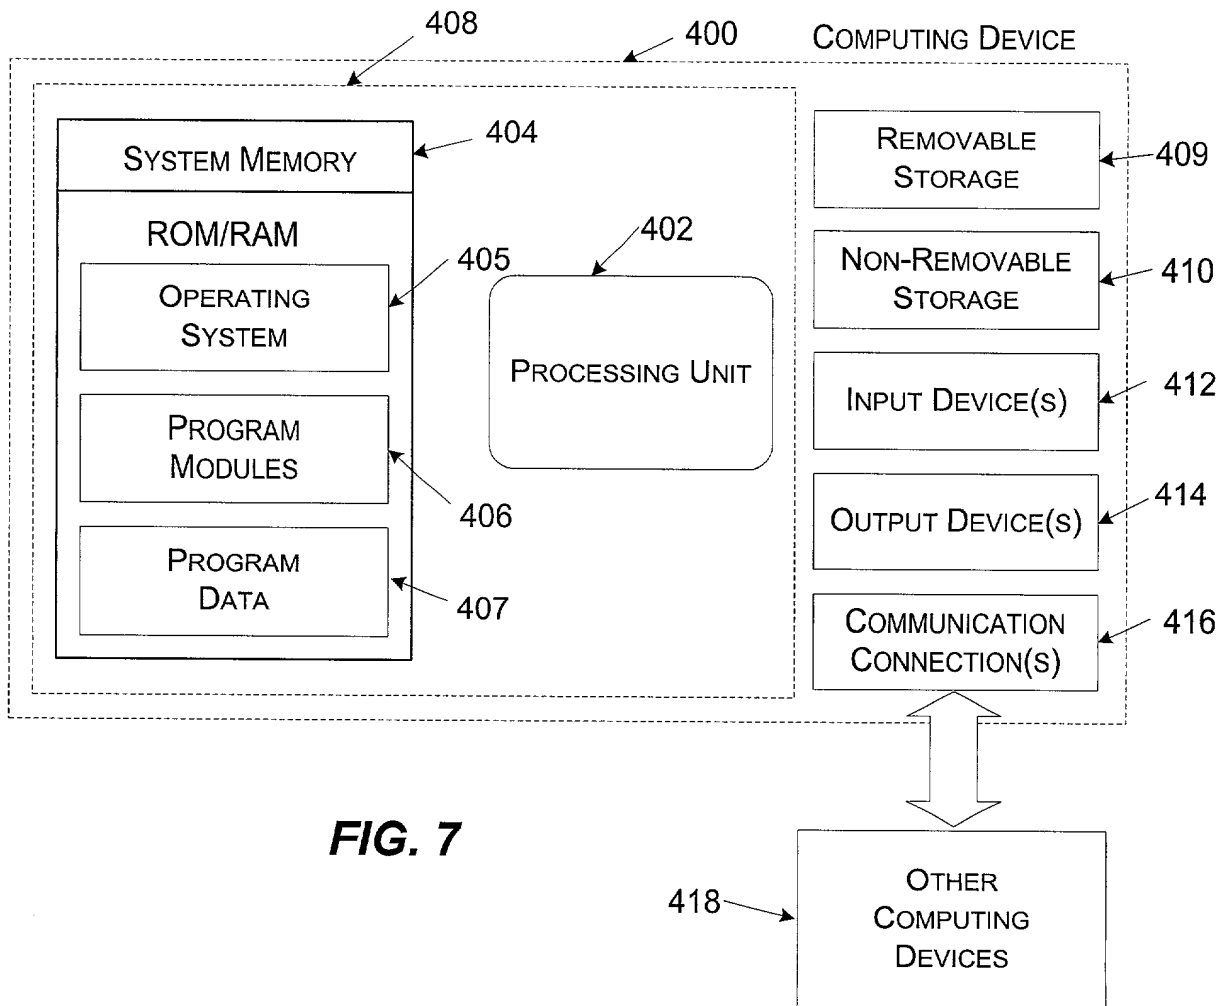 408
400
COMPUTING DEVICE
404
SYSTEM MEMORY
ROM/RAM
405
OPERATING
SYSTEM
PROGRAM
MODULES
406
PROGRAM
DATA
407
402
PROCESSING UNIT
REMOVABLE
STORAGE
409
NON-REMOVABLE
STORAGE
410
INPUT DEVICE(S)
412
OUTPUT DEVICE(S)
414
COMMUNICATION
CONNECTION(S)
416
FIG. 7
418
OTHER
COMPUTING
DEVICES